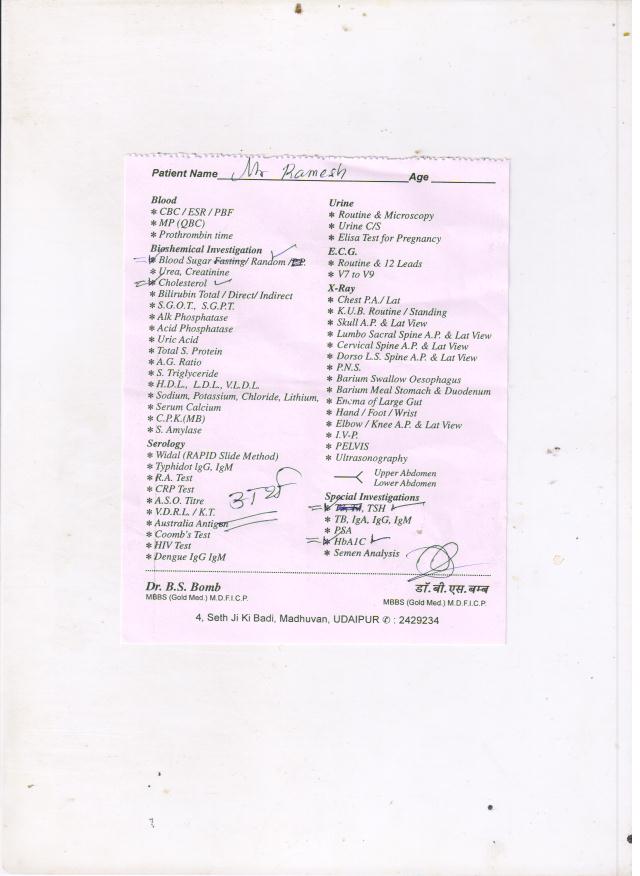 Patient Name Mr Ramesh Age
Blood
* CBC / ESR / PBF
* MP (QBC)
* Prothrombin time
Biochemical Investigation
* Blood Sugar Fasting/ Random /
* Urea, Creatinine
* Cholesterol
* Bilirubin Total / Direct/ Indirect
* S.G.O.T., S.G.P.T.
* Alk Phosphatase
* Acid Phosphatase
* Uric Acid
* Total S. Protein
* A.G. Ratio
* S. Triglyceride
* H.D.L., L.D.L., V.L.D.L.
* Sodium, Potassium, Chloride, Lithium,
* Serum Calcium
* C.P.K.(MB)
* S. Amylase
Serology
* Widal (RAPID Slide Method)
* Typhidot IgG, IgM
* R.A. Test
* CRP Test
* A.S.O. Titre
* V.D.R.L. / K.T.
* Australia Antigen
* Coomb's Test
* HIV Test
* Dengue IgG IgM
Urine
* Routine & Microscopy
* Urine C/S
* Elisa Test for Pregnancy
E.C.G.
* Routine & 12 Leads
* V7 to V9
X-Ray
* Chest P.A./ Lat
* K.U.B. Routine / Standing
* Skull A.P. & Lat View
* Lumbo Sacral Spine A.P. & Lat View
* Cervical Spine A.P. & Lat View
* Dorso L.S. Spine A.P. & Lat View
* P.N.S.
* Barium Swallow Oesophagus
* Barium Meal Stomach & Duodenum
* Enema of Large Gut
* Hand / Foot / Wrist
* Elbow / Knee A.P. & Lat View
* I.V-P.
* PELVIS
* Ultrasonography
Upper Abdomen
Lower Abdomen
Special Investigations
* , TSH
* TB, IgA, IgG, IgM
* PSA
* HbA1C
* Semen Analysis
Dr. B.S. Bomb
MBBS (Gold Med.) M.D.F.I.C.P.
डॉ.बी.एस.बम्ब
MBBS (Gold Med.) M.D.F.I.C.P.
4, Seth Ji Ki Badi, Madhuvan, UDAIPUR ✆ : 2429234